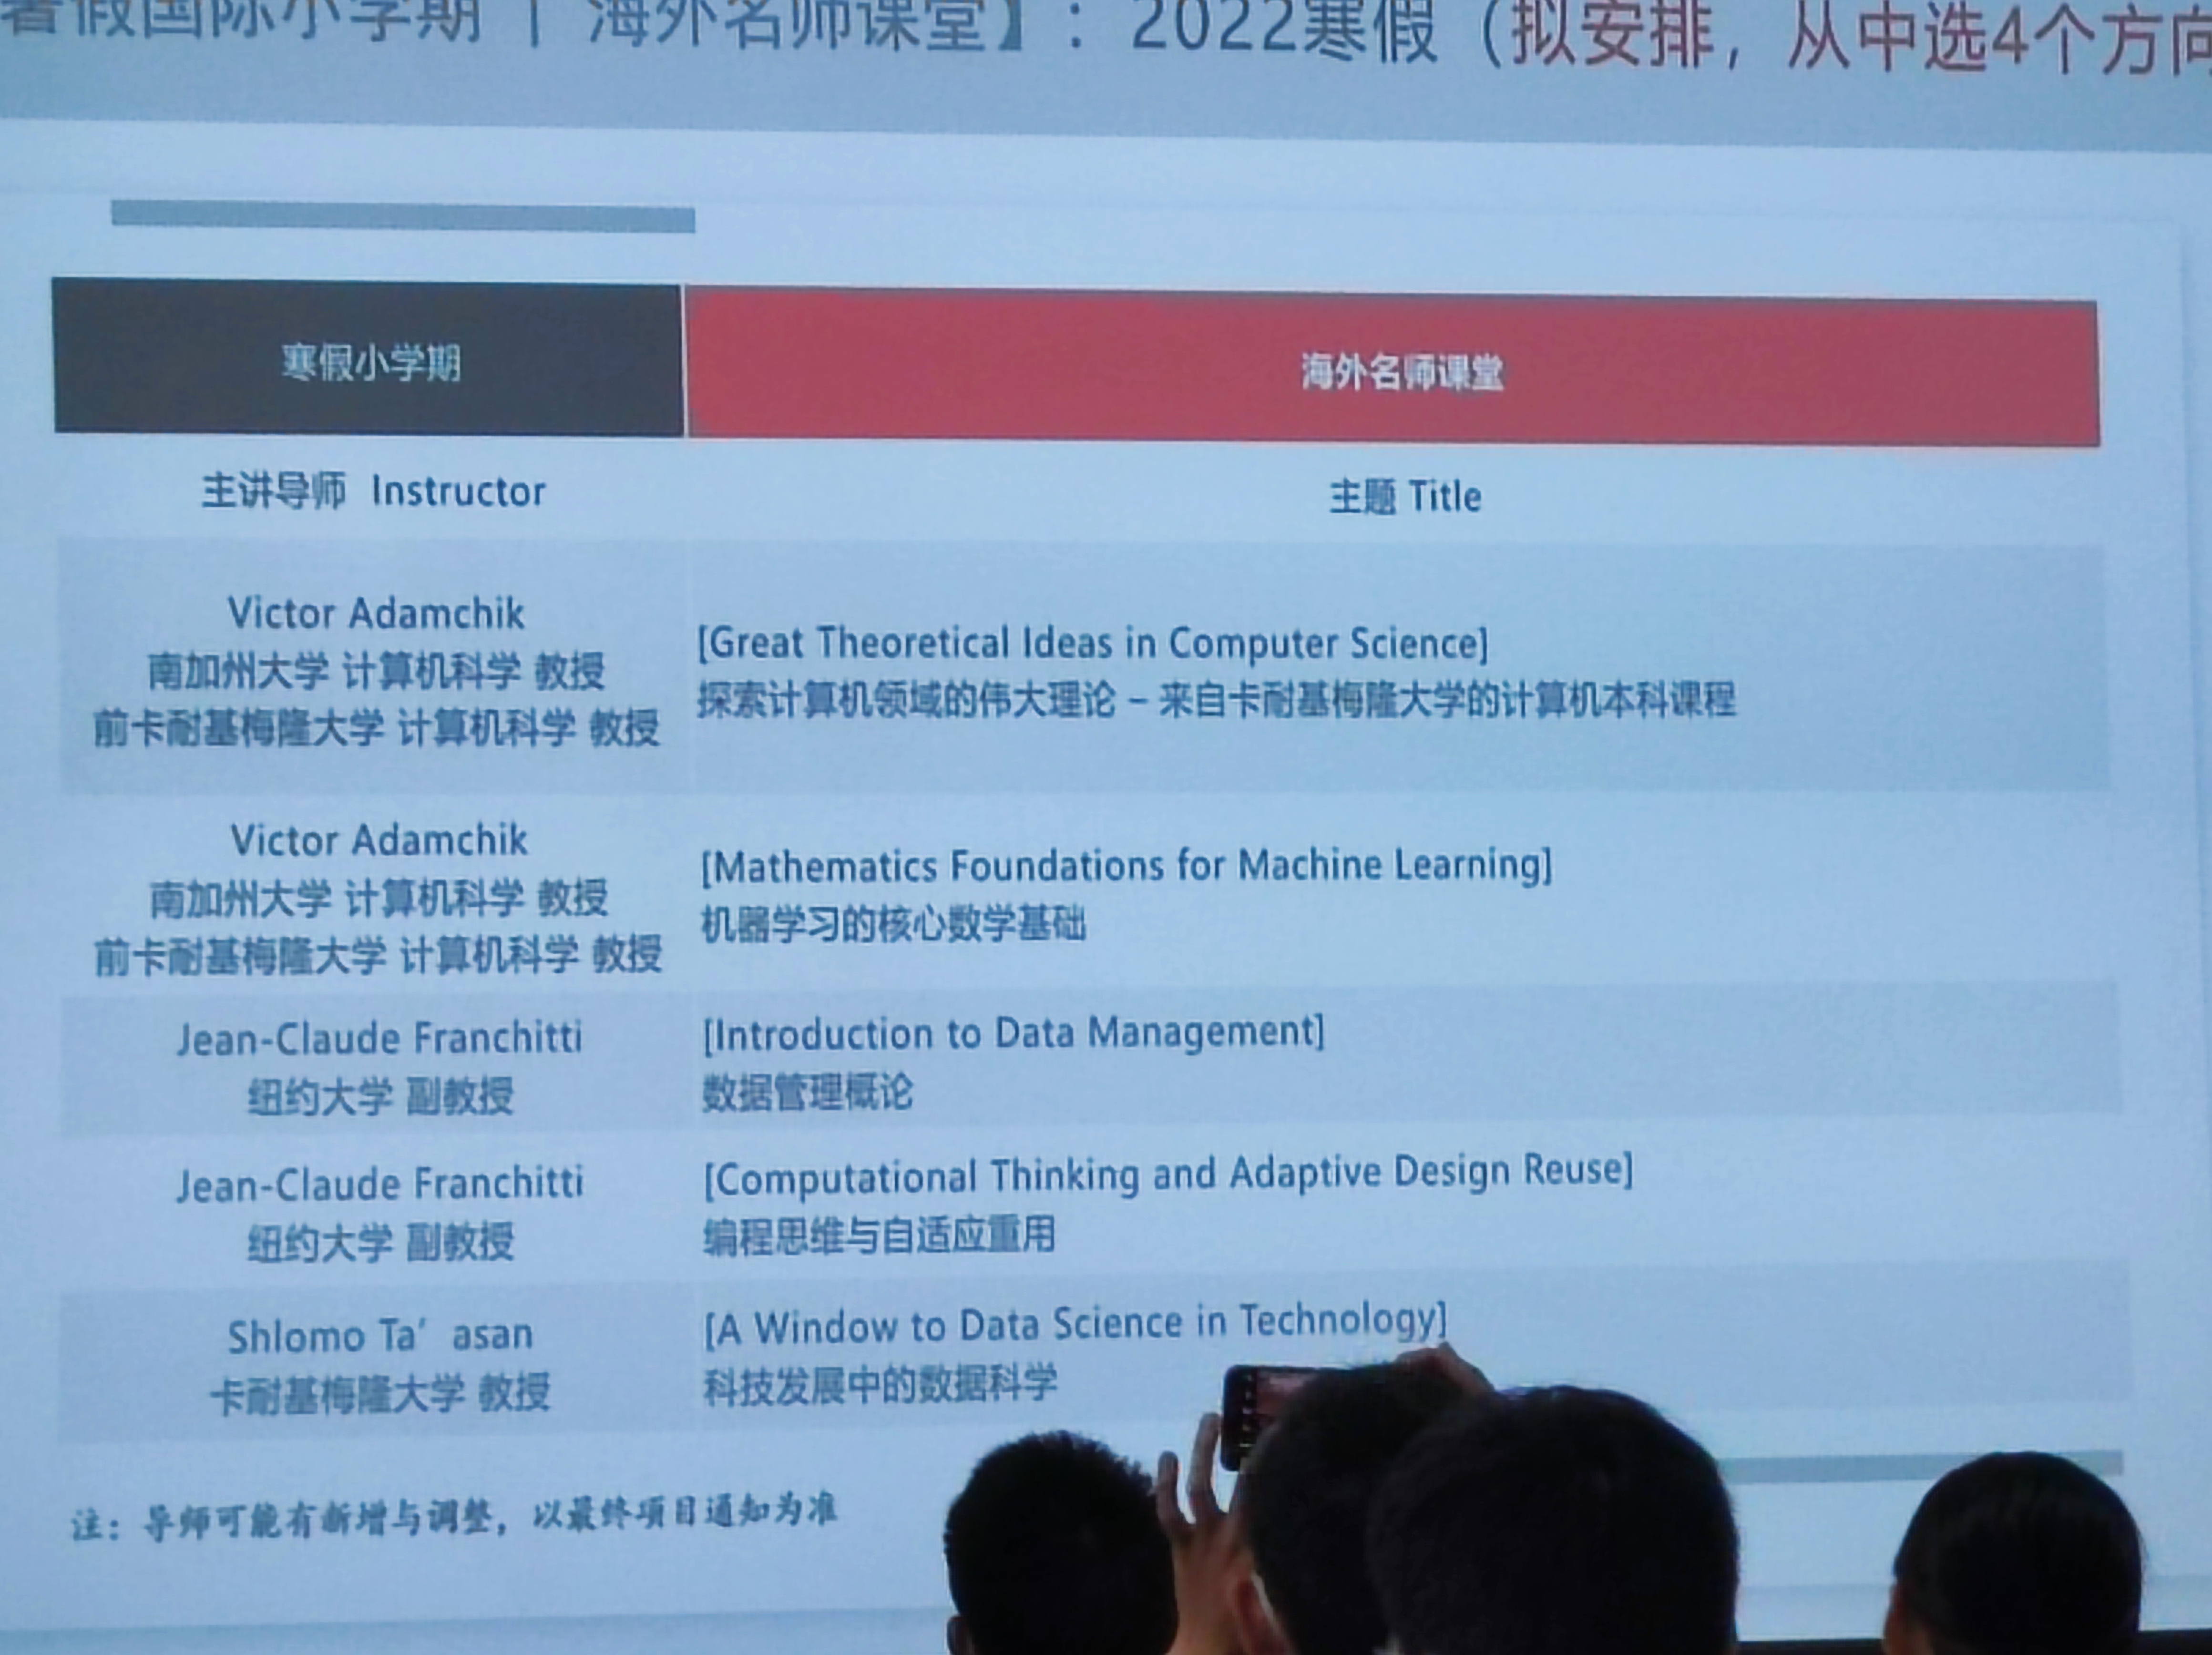 暑假国际小学期 | 海外名师课堂】：2022寒假（拟安排，从中选4个方向
寒假小学期
海外名师课堂
主讲导师 Instructor
主题 Title
Victor Adamchik
南加州大学 计算机科学 教授
前卡耐基梅隆大学 计算机科学 教授
[Great Theoretical Ideas in Computer Science]
探索计算机领域的伟大理论 – 来自卡耐基梅隆大学的计算机本科课程
Victor Adamchik
南加州大学 计算机科学 教授
前卡耐基梅隆大学 计算机科学 教授
[Mathematics Foundations for Machine Learning]
机器学习的核心数学基础
Jean-Claude Franchitti
纽约大学 副教授
[Introduction to Data Management]
数据管理概论
Jean-Claude Franchitti
纽约大学 副教授
[Computational Thinking and Adaptive Design Reuse]
编程思维与自适应重用
Shlomo Ta’asan
卡耐基梅隆大学 教授
[A Window to Data Science in Technology]
科技发展中的数据科学
注：导师可能有新增与调整，以最终项目通知为准